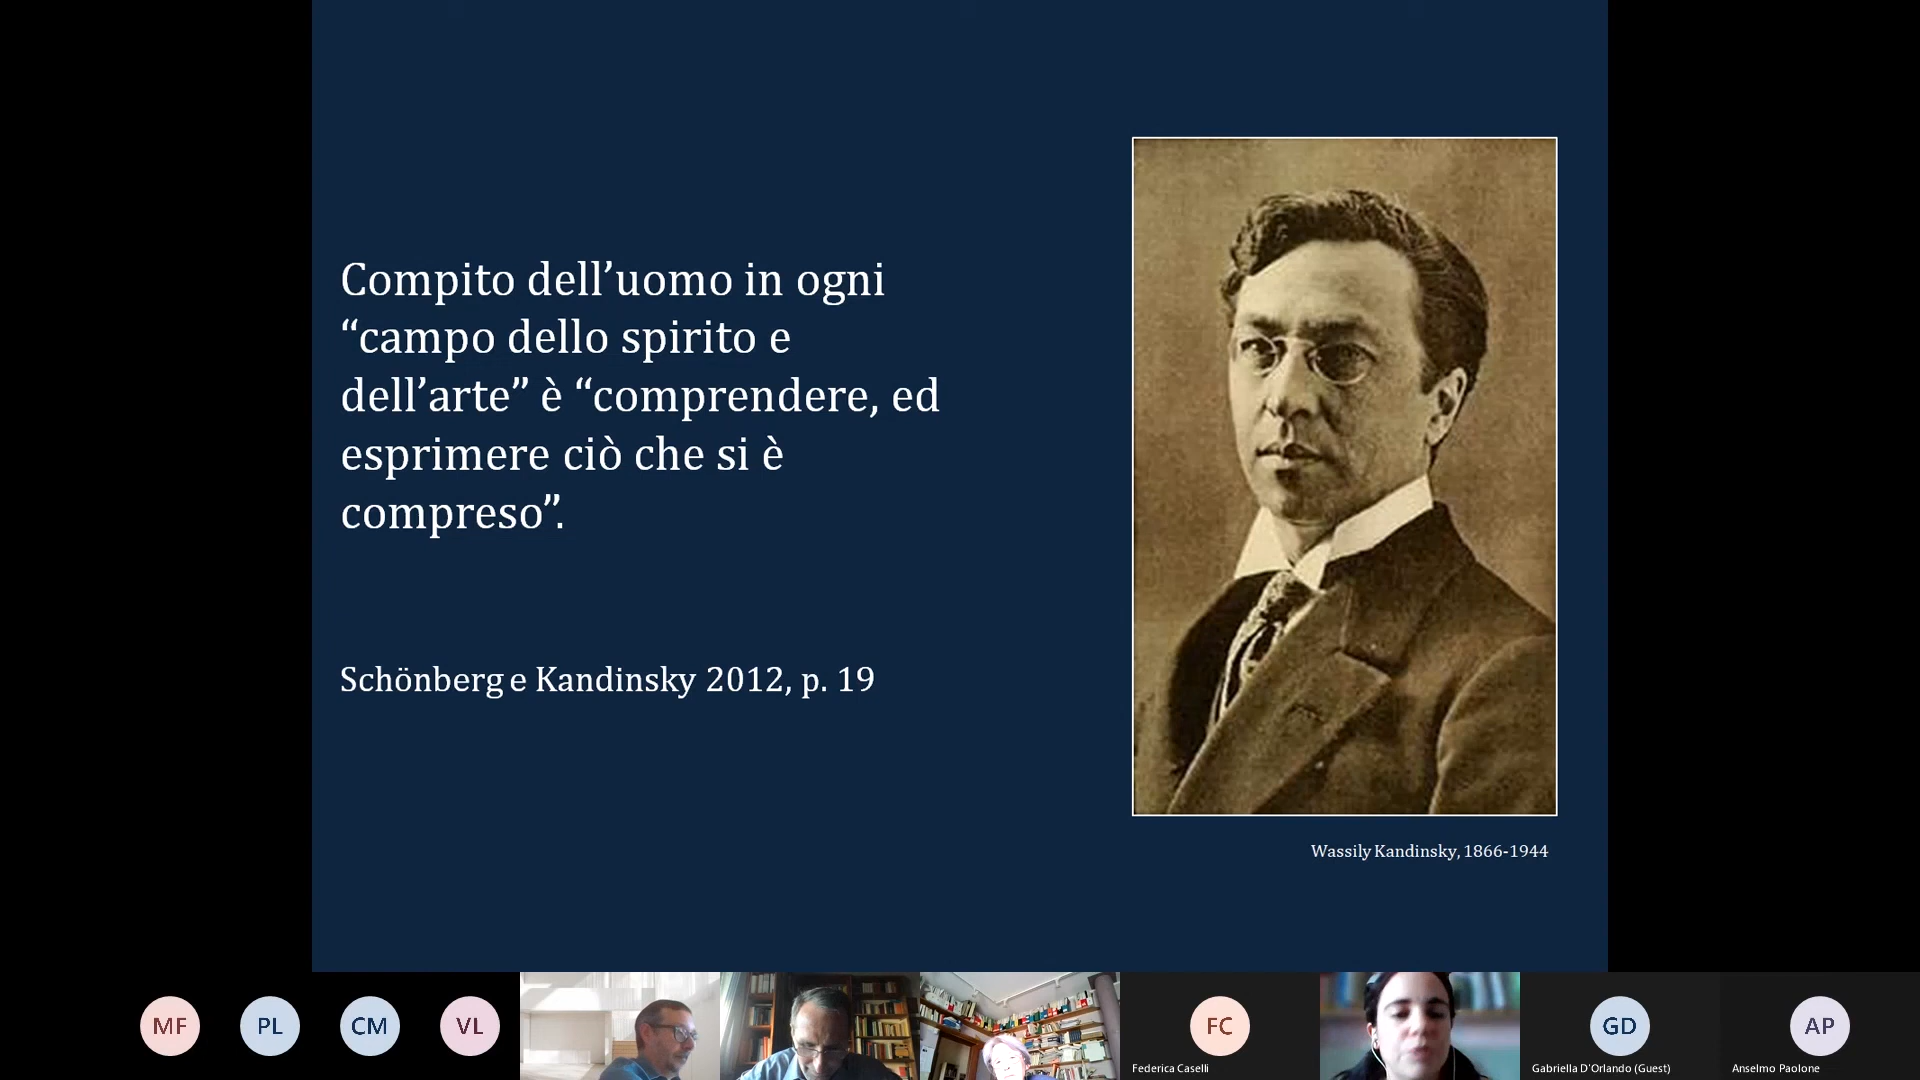 Compito dell’uomo in ogni
“campo dello spirito e
dell’arte” è “comprendere, ed
esprimere ciò che si è
compreso”.
Schönberg e Kandinsky 2012, p. 19
Wassily Kandinsky, 1866-1944
MF
PL
CM
VL
FC
Federica Caselli
GD
Gabriella D'Orlando (Guest)
AP
Anselmo Paolone